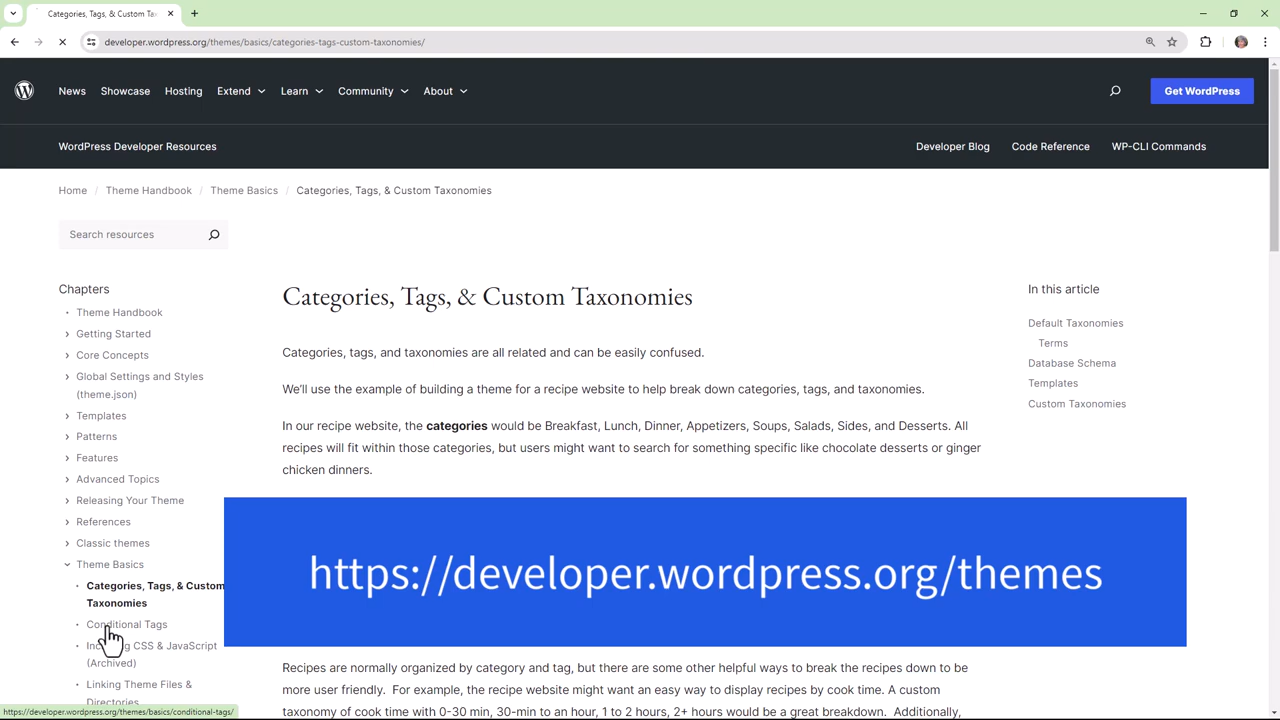 Categories, Tags, & Custom Ta
developer.wordpress.org/themes/basics/categories-tags-custom-taxonomies/
News Showcase Hosting Extend Learn Community About Get WordPress
WordPress Developer Resources Developer Blog Code Reference WP-CLI Commands
Home / Theme Handbook / Theme Basics / Categories, Tags, & Custom Taxonomies
Search resources
Chapters
Theme Handbook
Getting Started
Core Concepts
Global Settings and Styles
(theme.json)
Templates
Patterns
Features
Advanced Topics
Releasing Your Theme
References
Classic themes
Theme Basics
Categories, Tags, & Custom
Taxonomies
Conditional Tags
CSS & JavaScript
(Archived)
Linking Theme Files &
Directories
https://developer.wordpress.org/themes/basics/conditional-tags/
Categories, Tags, & Custom Taxonomies
Categories, tags, and taxonomies are all related and can be easily confused.
We'll use the example of building a theme for a recipe website to help break down categories, tags, and taxonomies.
In our recipe website, the categories would be Breakfast, Lunch, Dinner, Appetizers, Soups, Salads, Sides, and Desserts. All
recipes will fit within those categories, but users might want to search for something specific like chocolate desserts or ginger
chicken dinners.
https://developer.wordpress.org/themes
Recipes are normally organized by category and tag, but there are some other helpful ways to break the recipes down to be
more user friendly. For example, the recipe website might want an easy way to display recipes by cook time. A custom
taxonomy of cook time with 0-30 min, 30-min to an hour, 1 to 2 hours, 2+ hours would be a great breakdown. Additionally,
In this article
Default Taxonomies
Terms
Database Schema
Templates
Custom Taxonomies